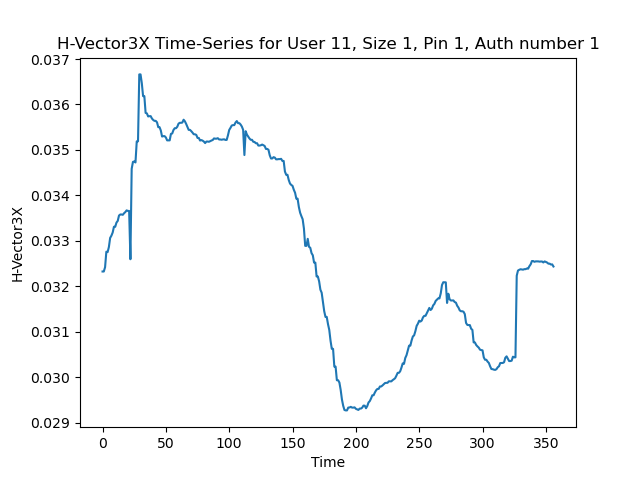 H-Vector3X Time-Series for User 11, Size 1, Pin 1, Auth number 1
0.037
0.036
0.035
0.034
0.033
0.032
0.031
0.030
0.029
H-Vector3X
0 50 100 150 200 250 300 350
Time